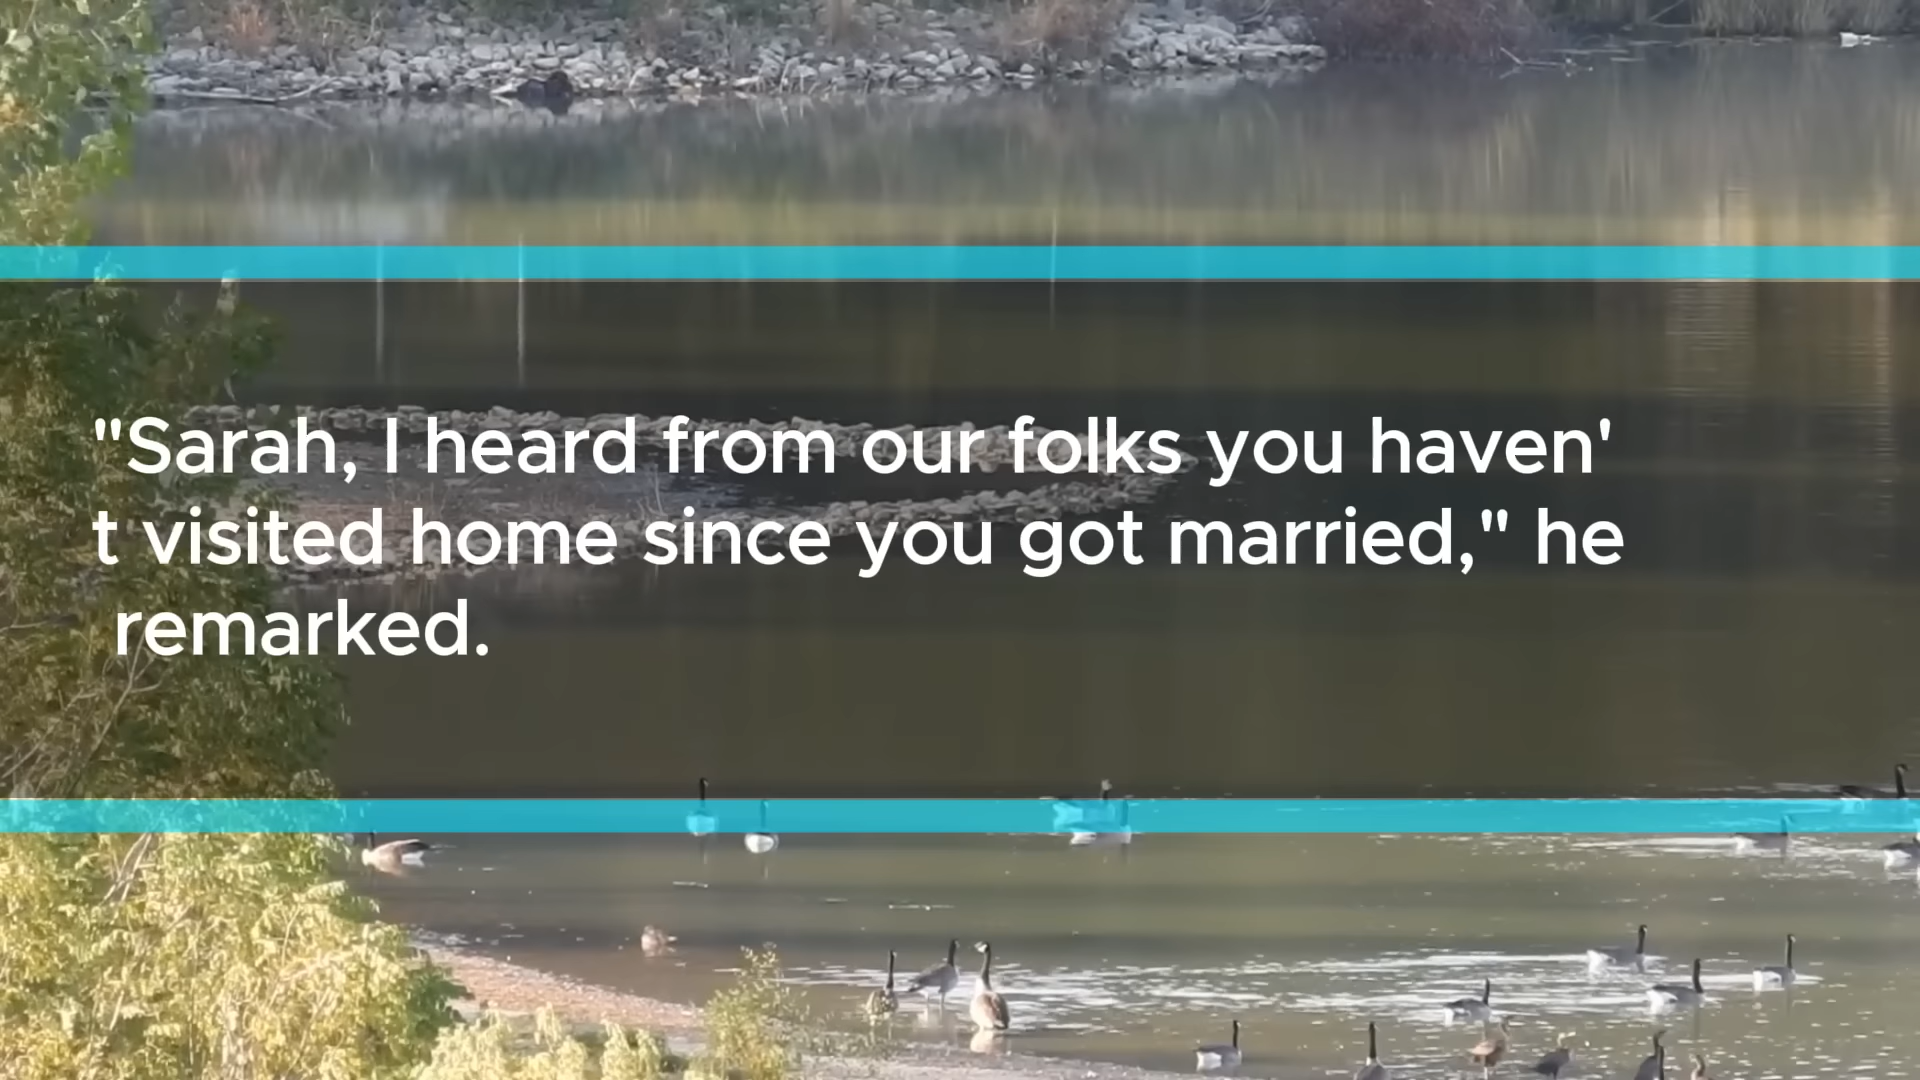 "Sarah, I heard from our folks you haven'
t visited home since you got married," he
remarked.